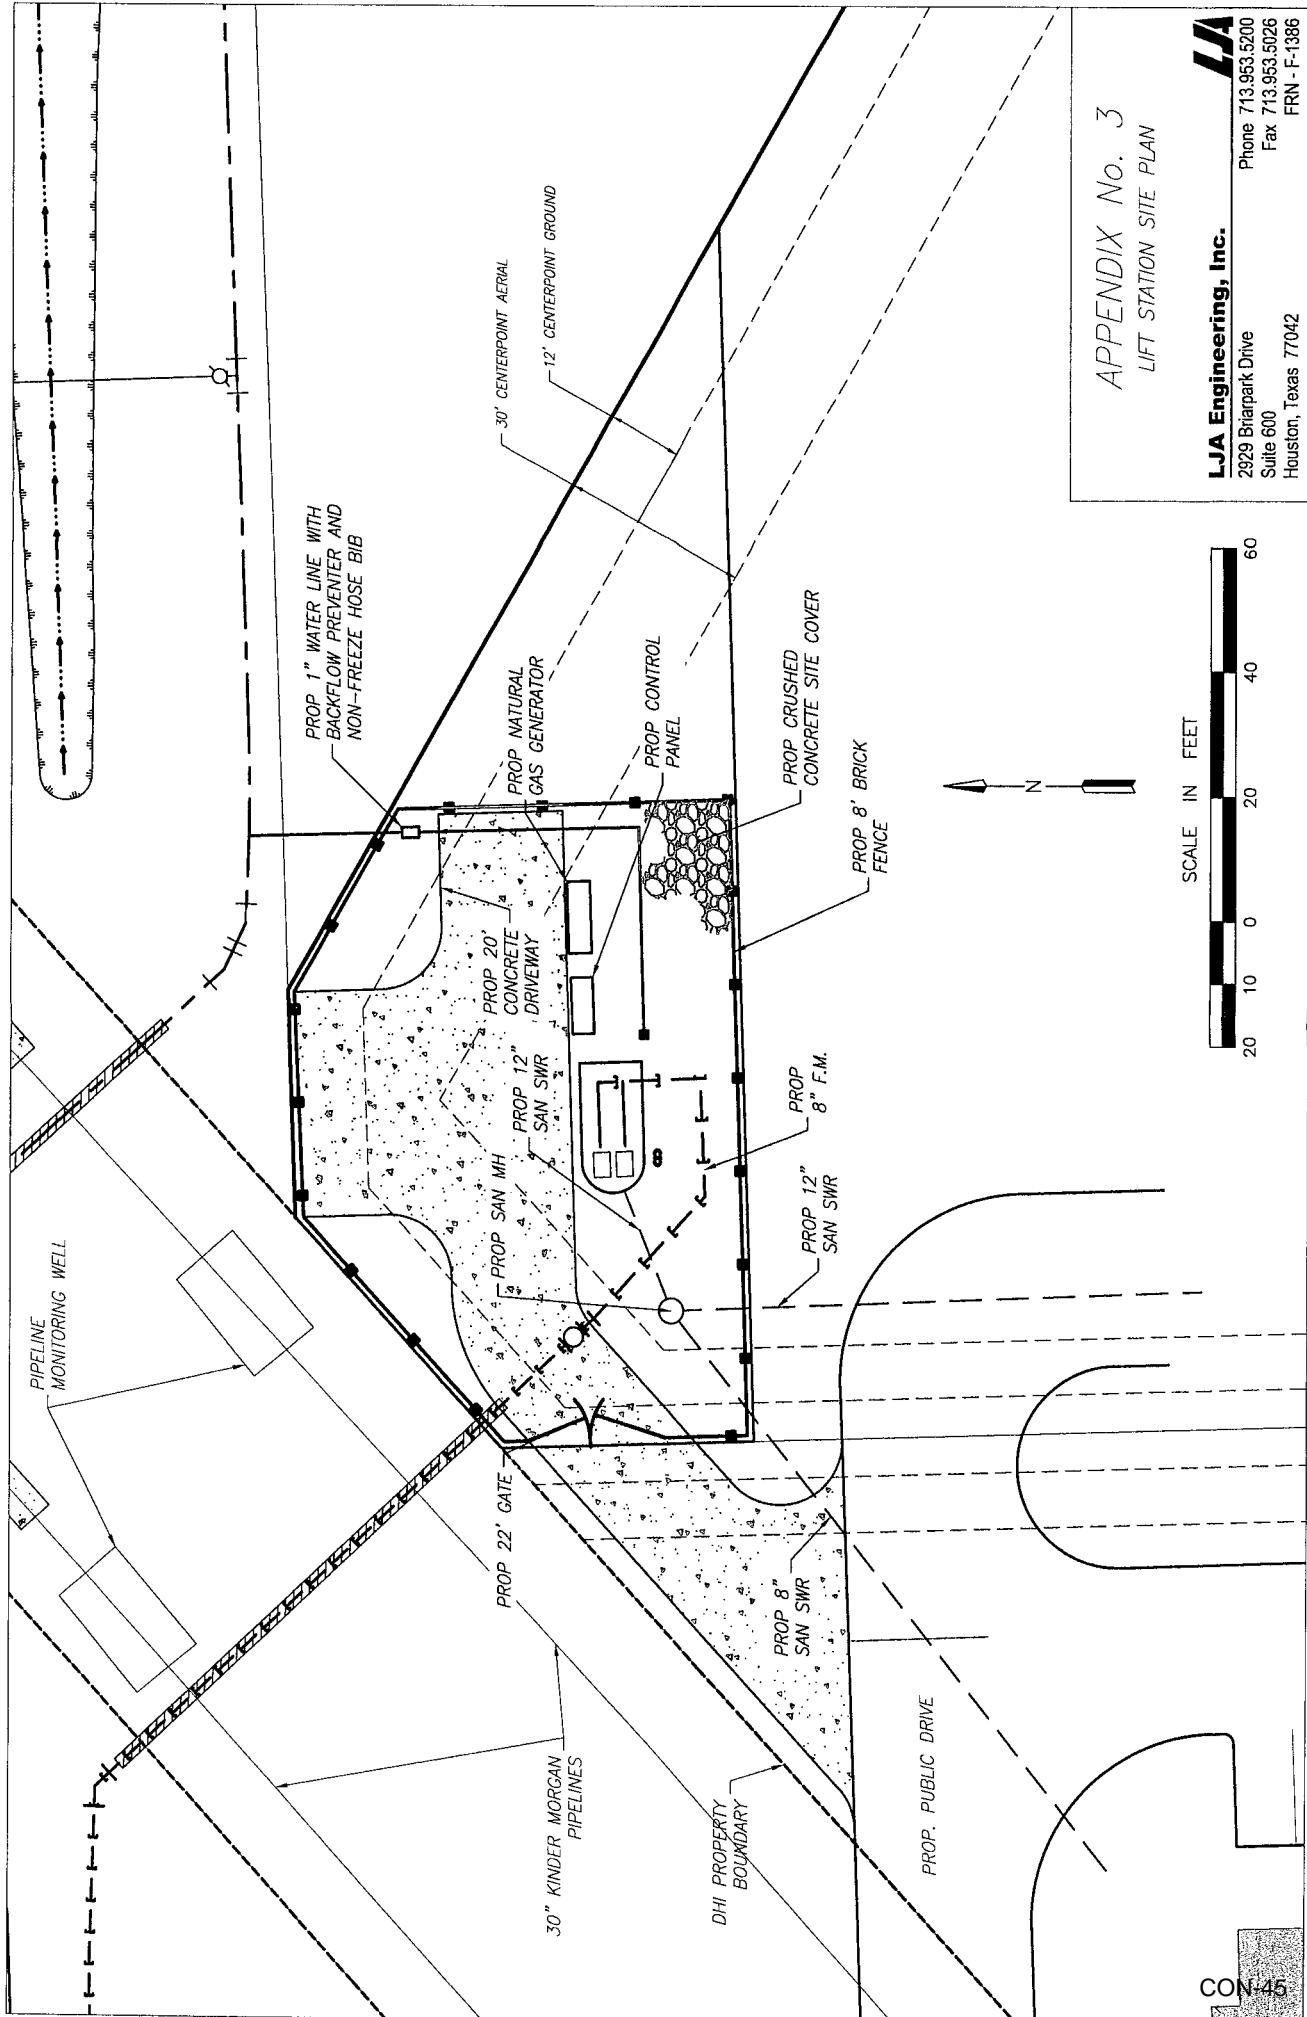 PIPELINE
MONITORING WELL
PROP 1" WATER LINE WITH
BACKFLOW PREVENTER AND
NON-FREEZE HOSE BIB
30' CENTERPOINT AERIAL
12' CENTERPOINT GROUND
PROP 22' GATE
PROP SAN MH
PROP 12"
SAN SWR
PROP 20'
CONCRETE
DRIVEWAY
PROP NATURAL
GAS GENERATOR
PROP CONTROL
PANEL
30" KINDER MORGAN
PIPELINES
DHI PROPERTY
BOUNDARY
PROP 8"
SAN SWR
PROP 12"
SAN SWR
PROP
8" F.M.
PROP 8' BRICK
FENCE
PROP CRUSHED
CONCRETE SITE COVER
PROP. PUBLIC DRIVE
N
SCALE IN FEET
20 10 0 20 40 60
APPENDIX No. 3
LIFT STATION SITE PLAN
LJA
LJA Engineering, Inc.
2929 Briarpark Drive
Suite 600
Houston, Texas 77042
Phone 713.953.5200
Fax 713.953.5026
FRN - F-1386
CON-45